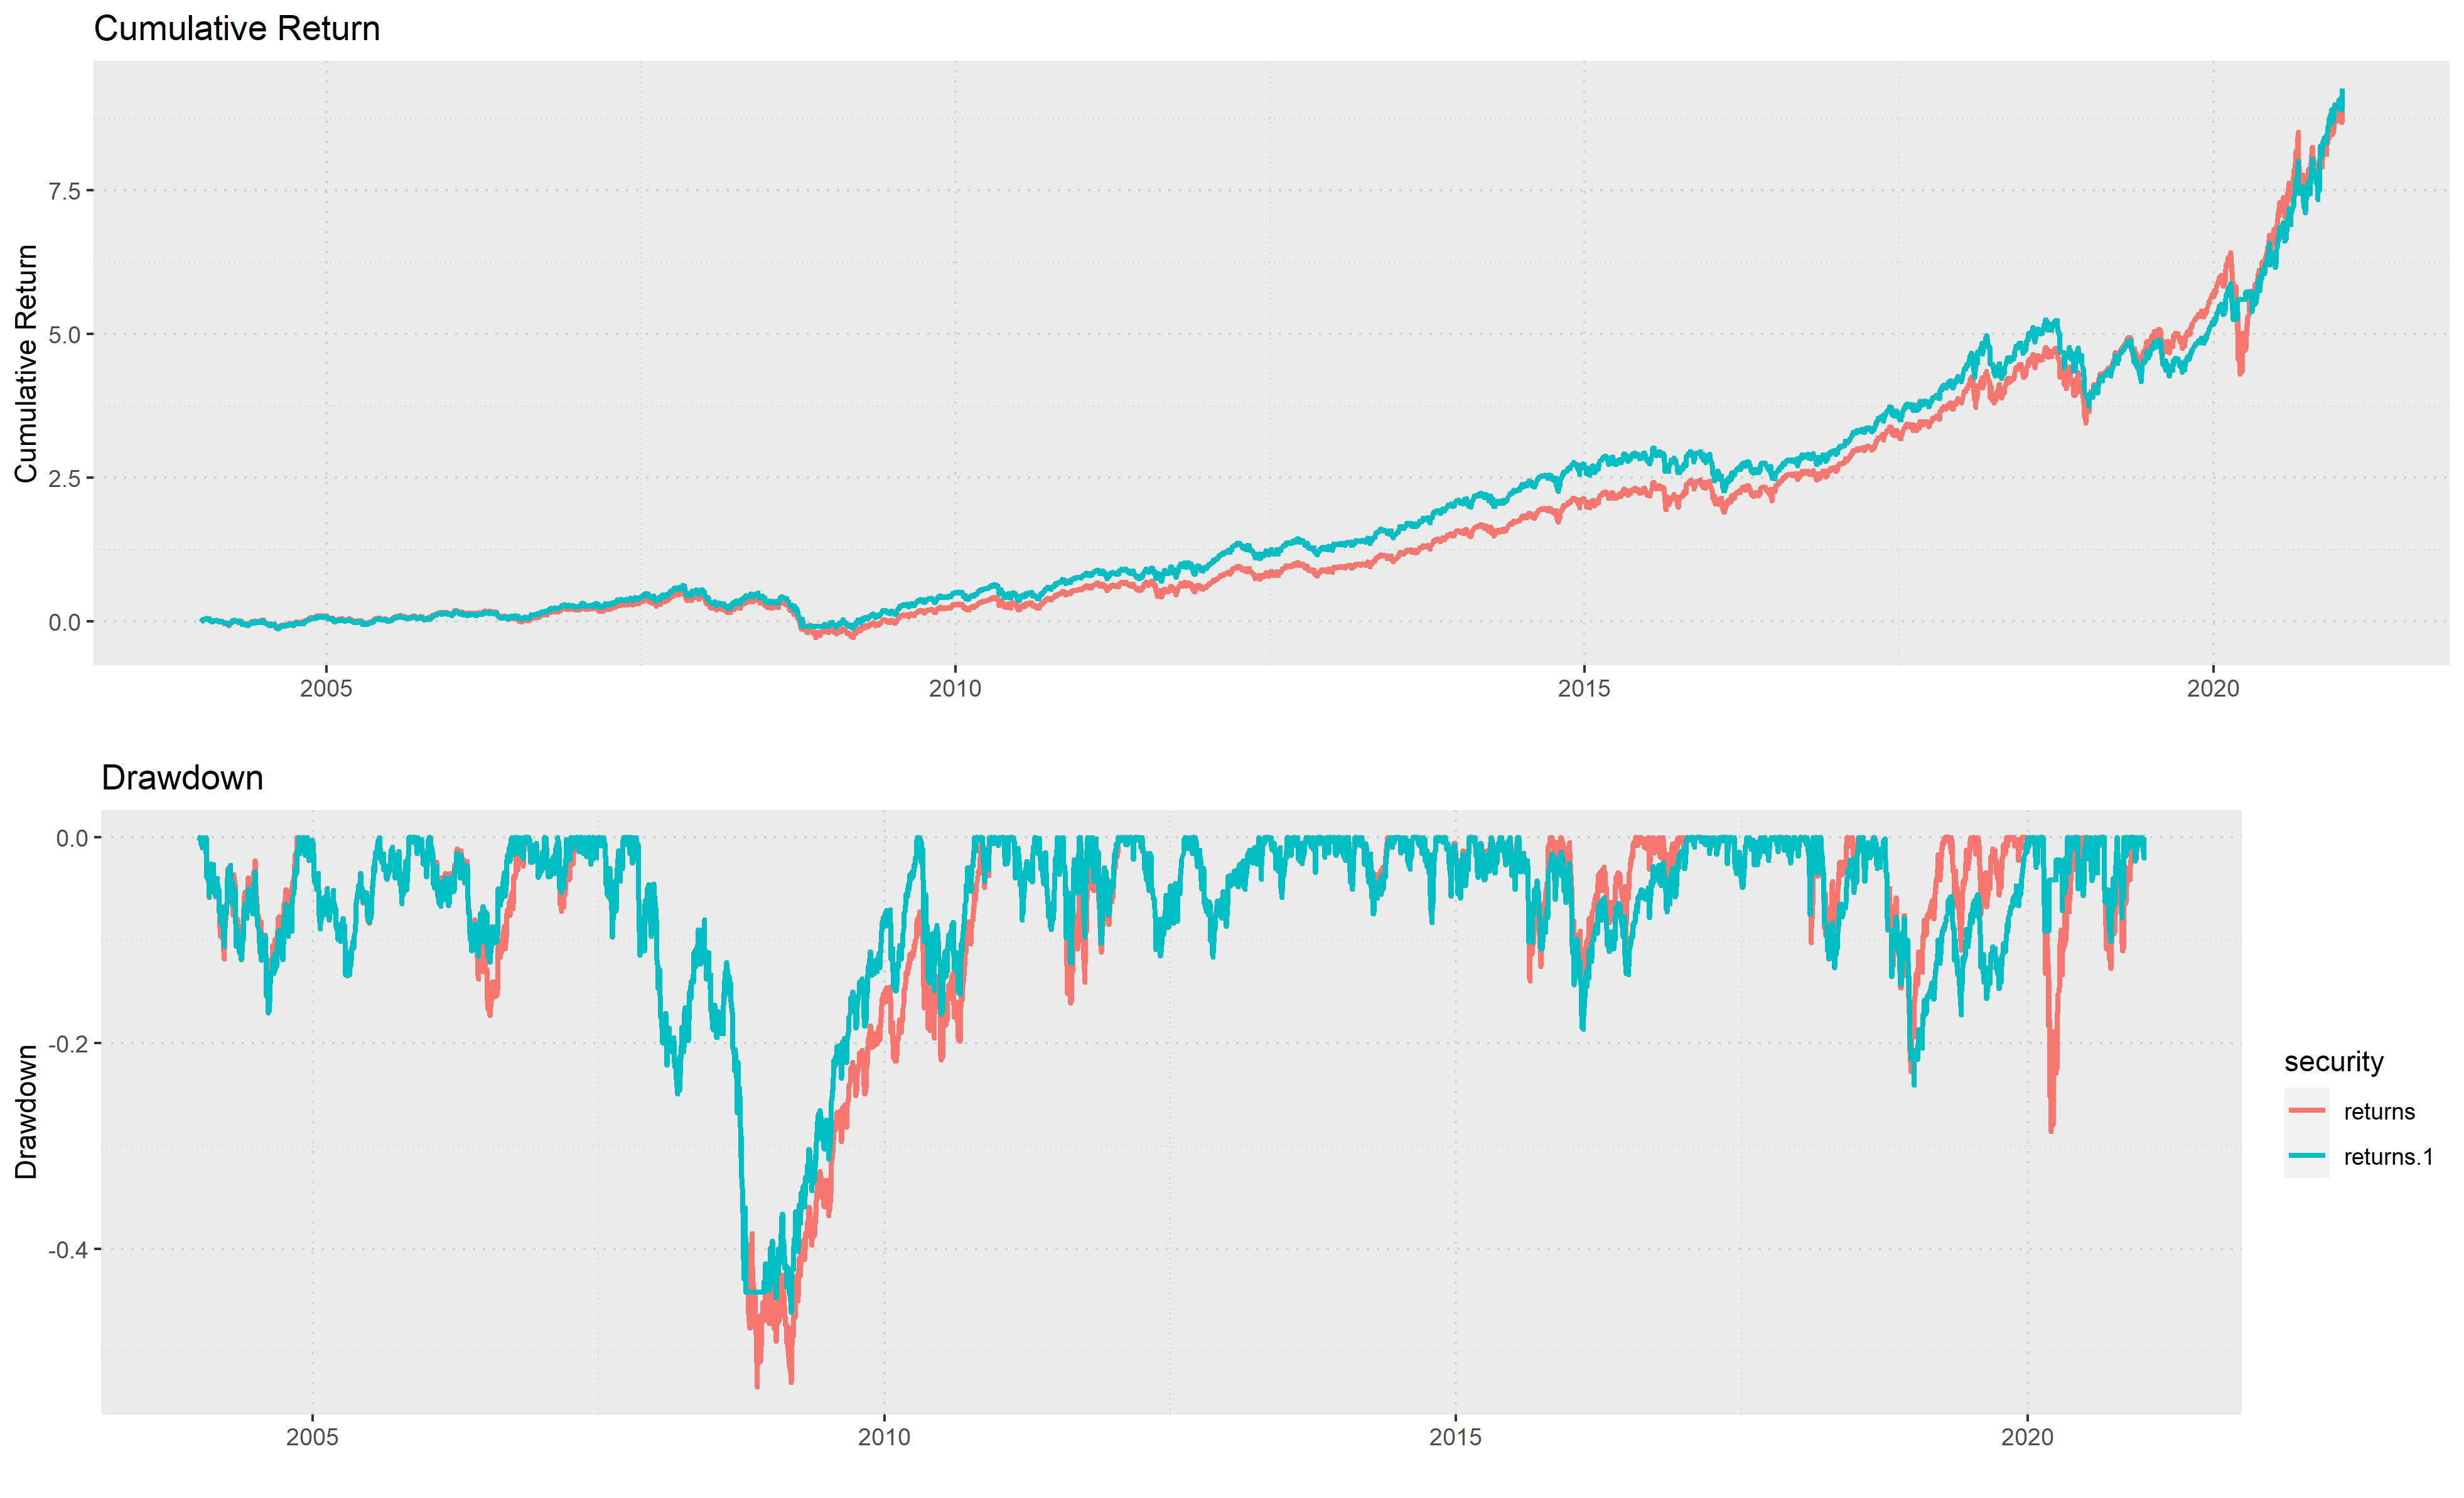 Cumulative Return
Cumulative Return
7.5
5.0
2.5
0.0
2005 2010 2015 2020
Drawdown
Drawdown
0.0
-0.2
-0.4
2005 2010 2015 2020
security
returns
returns.1